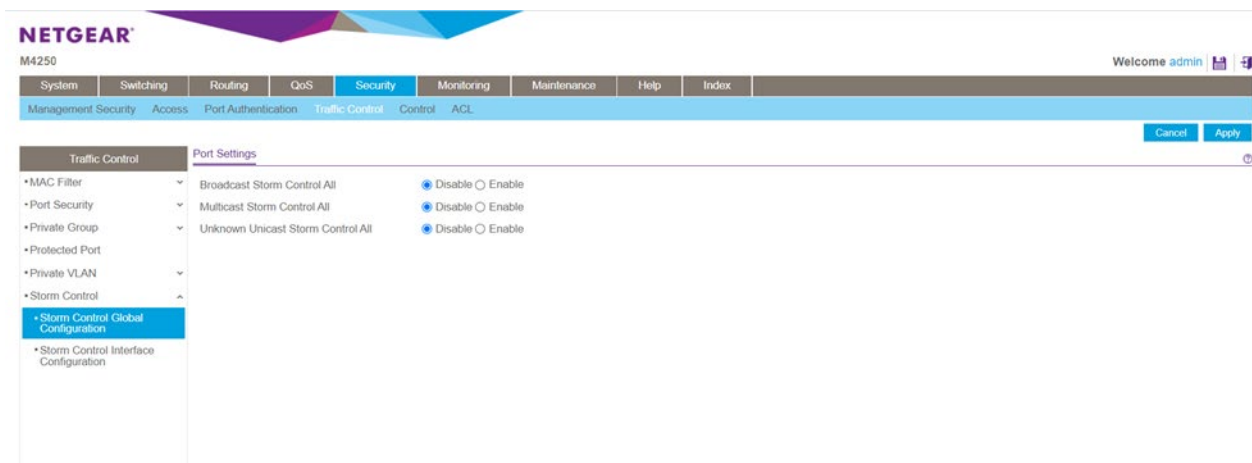 NETGEAR®
M4250
Welcome admin
System Switching Routing QoS Security Monitoring Maintenance Help Index
Management Security Access Port Authentication Traffic Control Control ACL
Cancel Apply
Traffic Control
•MAC Filter
•Port Security
•Private Group
•Protected Port
•Private VLAN
•Storm Control
•Storm Control Global
Configuration
•Storm Control Interface
Configuration
Port Settings
Broadcast Storm Control All Disable Enable
Multicast Storm Control All Disable Enable
Unknown Unicast Storm Control All Disable Enable